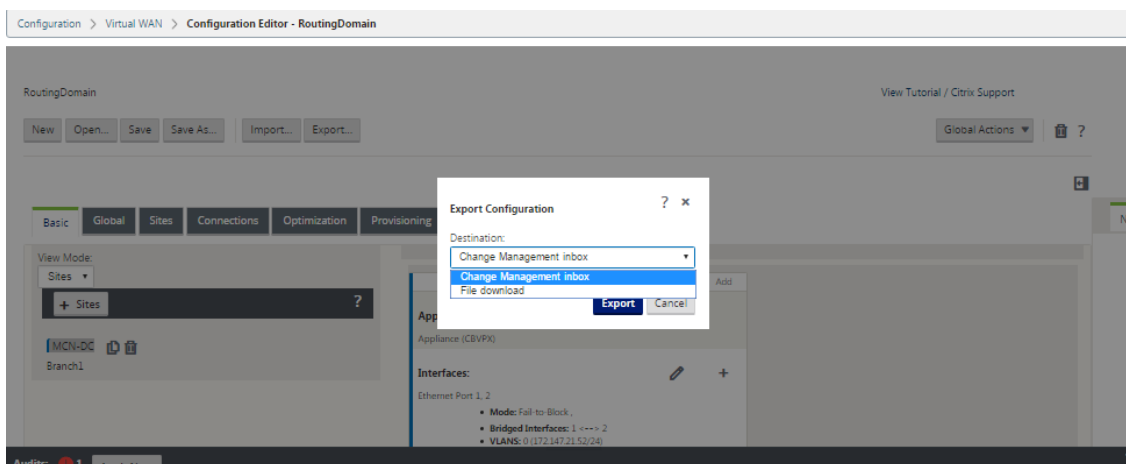 Configuration > Virtual WAN > Configuration Editor - RoutingDomain
RoutingDomain
View Tutorial / Citrix Support
New Open... Save Save As... Import... Export...
Global Actions ▼ ?
Basic Global Sites Connections Optimization Provisioning
N
Export Configuration ? ×
Destination:
Change Management inbox
Change Management inbox
File download
Export Cancel
View Mode:
Sites
+ Sites ?
MCN-DC
Branch1
Add
App
Appliance (CBVPX)
Interfaces: +
Ethernet Port 1, 2
• Mode: Fail-to-Block ,
• Bridged Interfaces: 1 <--> 2
• VLANS: 0 (172.147.21.52/24)
Audits: 1